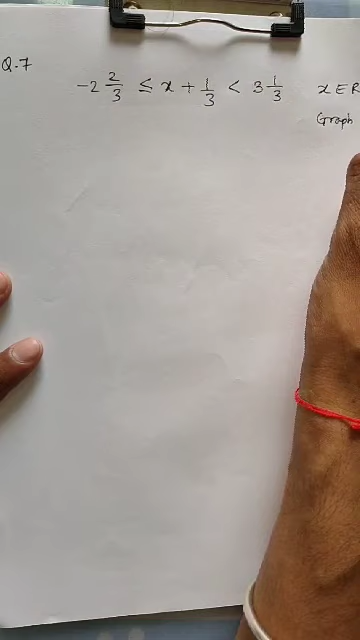 Q.7
-2 2/3 ≤ x + 1/3 < 3 1/3 x ∈ R
Graph